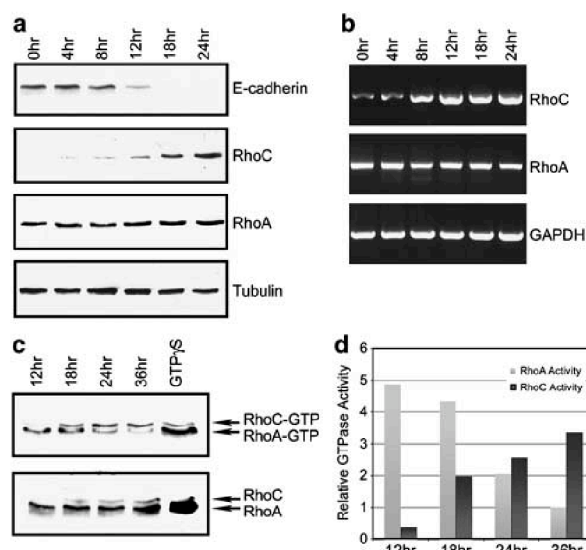 a
0hr 4hr 8hr 12hr 18hr 24hr
E-cadherin
RhoC
RhoA
Tubulin
b
0hr 4hr 8hr 12hr 18hr 24hr
RhoC
RhoA
GAPDH
c
12hr 18hr 24hr 36hr GTPγS
RhoC-GTP
RhoA-GTP
RhoC
RhoA
d
Relative GTPase Activity
6
5
4
3
2
1
0
RhoA Activity
RhoC Activity
12hr 18hr 24hr 36hr